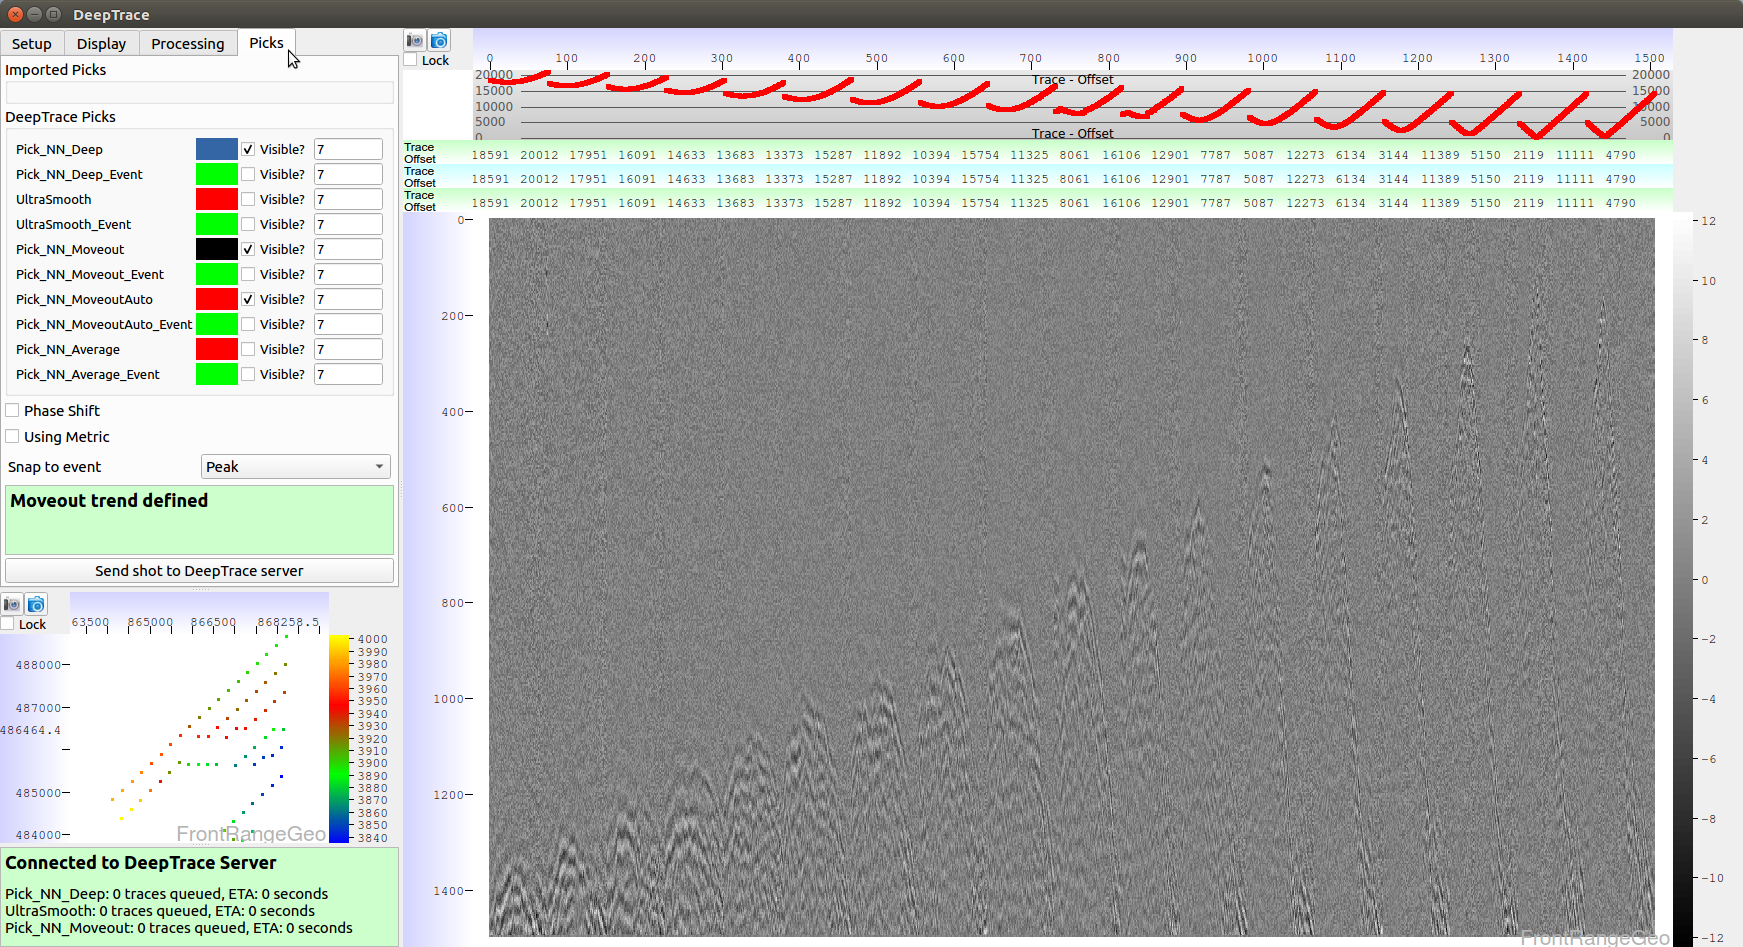 DeepTrace
Setup Display Processing Picks
Imported Picks
DeepTrace Picks
Pick_NN_Deep Visible? 7
Pick_NN_Deep_Event Visible? 7
UltraSmooth Visible? 7
UltraSmooth_Event Visible? 7
Pick_NN_Moveout Visible? 7
Pick_NN_Moveout_Event Visible? 7
Pick_NN_MoveoutAuto Visible? 7
Pick_NN_MoveoutAuto_Event Visible? 7
Pick_NN_Average Visible? 7
Pick_NN_Average_Event Visible? 7
Phase Shift
Using Metric
Snap to event Peak
Moveout trend defined
Send shot to DeepTrace server
Lock
63500 865000 866500 868258.5
488000
487000
486464.4
485000
484000
4000
3990
3980
3970
3960
3950
3940
3930
3920
3910
3900
3890
3880
3870
3860
3850
3840
FrontRangeGeo
Connected to DeepTrace Server
Pick_NN_Deep: 0 traces queued, ETA: 0 seconds
UltraSmooth: 0 traces queued, ETA: 0 seconds
Pick_NN_Moveout: 0 traces queued, ETA: 0 seconds
Lock
0 100 200 300 400 500 600 700 800 900 1000 1100 1200 1300 1400 1500
20000 Trace - Offset 20000
15000 15000
10000 10000
5000 5000
0 Trace - Offset 0
Trace
Offset 18591 20012 17951 16091 14633 13683 13373 15287 11892 10394 15754 11325 8061 16106 12901 7787 5087 12273 6134 3144 11389 5150 2119 11111 4790
Trace
Offset 18591 20012 17951 16091 14633 13683 13373 15287 11892 10394 15754 11325 8061 16106 12901 7787 5087 12273 6134 3144 11389 5150 2119 11111 4790
Trace
Offset 18591 20012 17951 16091 14633 13683 13373 15287 11892 10394 15754 11325 8061 16106 12901 7787 5087 12273 6134 3144 11389 5150 2119 11111 4790
0
200
400
600
800
1000
1200
1400
12
10
8
6
4
2
0
-2
-4
-6
-8
-10
-12
FrontRangeGeo